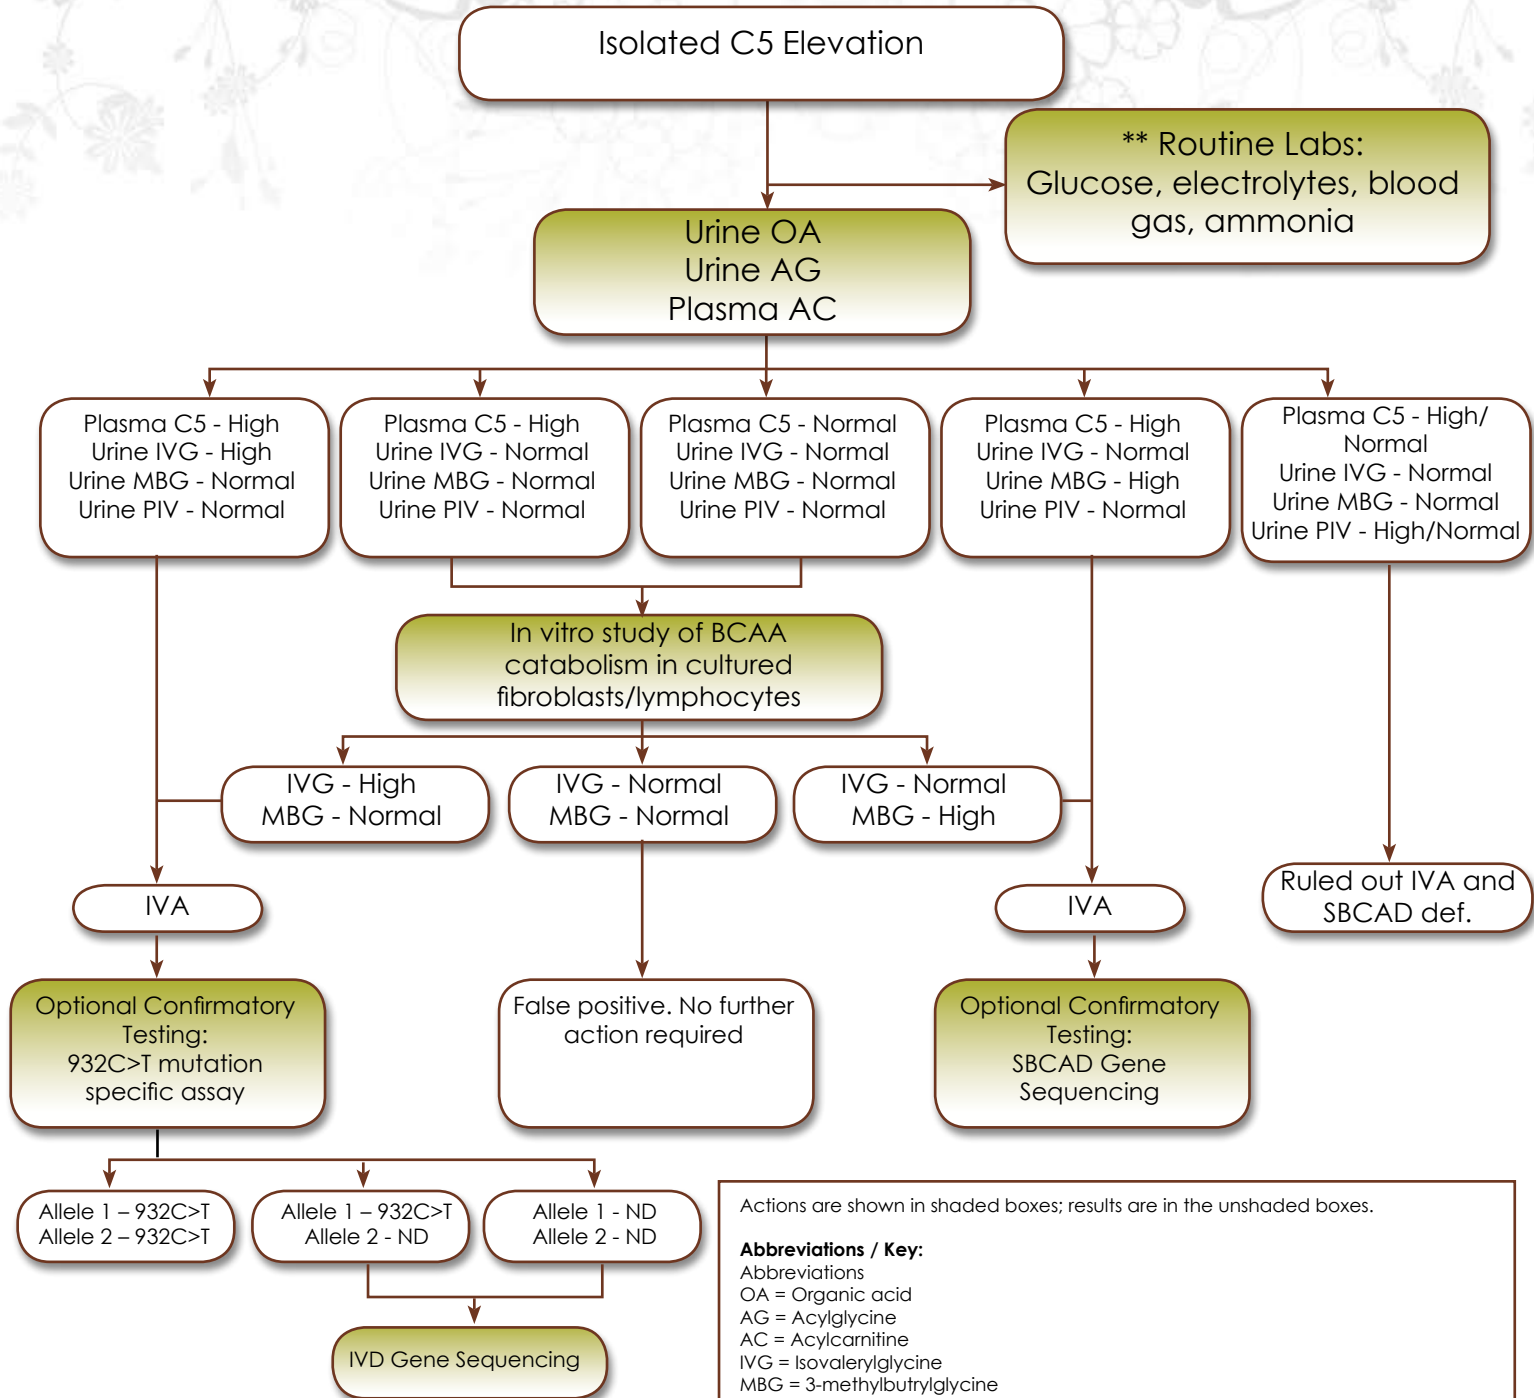 Isolated C5 Elevation
** Routine Labs:
Glucose, electrolytes, blood
gas, ammonia
Urine OA
Urine AG
Plasma AC
Plasma C5 - High
Urine IVG - High
Urine MBG - Normal
Urine PIV - Normal
Plasma C5 - High
Urine IVG - Normal
Urine MBG - Normal
Urine PIV - Normal
Plasma C5 - Normal
Urine IVG - Normal
Urine MBG - Normal
Urine PIV - Normal
Plasma C5 - High
Urine IVG - Normal
Urine MBG - High
Urine PIV - Normal
Plasma C5 - High/
Normal
Urine IVG - Normal
Urine MBG - Normal
Urine PIV - High/Normal
In vitro study of BCAA
catabolism in cultured
fibroblasts/lymphocytes
IVG - High
MBG - Normal
IVG - Normal
MBG - Normal
IVG - Normal
MBG - High
IVA
IVA
Ruled out IVA and
SBCAD def.
Optional Confirmatory
Testing:
932C>T mutation
specific assay
False positive. No further
action required
Optional Confirmatory
Testing:
SBCAD Gene
Sequencing
Allele 1 – 932C>T
Allele 2 – 932C>T
Allele 1 – 932C>T
Allele 2 - ND
Allele 1 - ND
Allele 2 - ND
IVD Gene Sequencing
Actions are shown in shaded boxes; results are in the unshaded boxes.
Abbreviations / Key:
Abbreviations
OA = Organic acid
AG = Acylglycine
AC = Acylcarnitine
IVG = Isovalerylglycine
MBG = 3-methylbutrylglycine